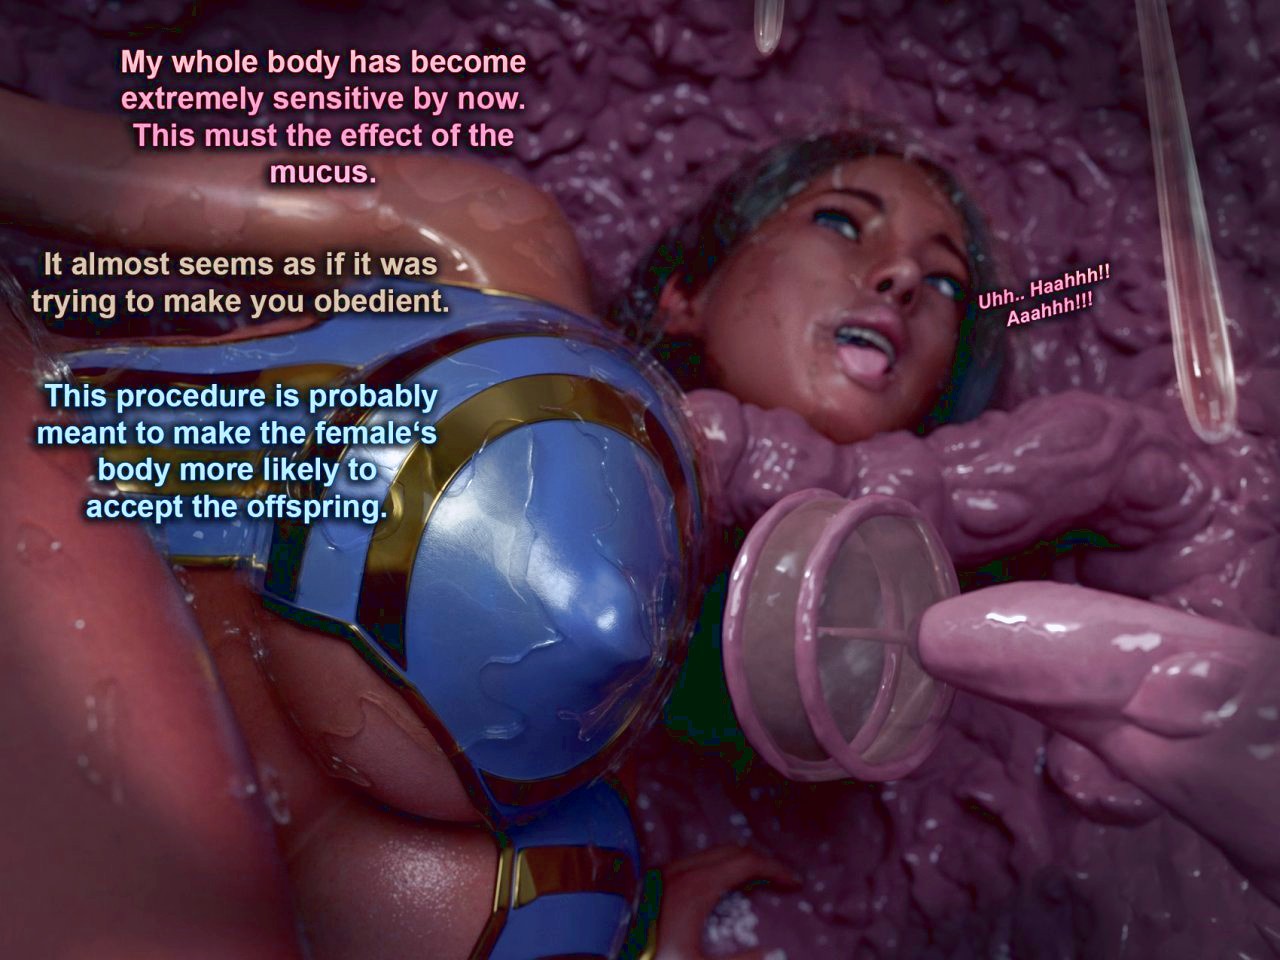 My whole body has become
extremely sensitive by now.
This must the effect of the
mucus.
It almost seems as if it was
trying to make you obedient.
This procedure is probably
meant to make the female‘s
body more likely to
accept the offspring.
Uhh.. Haahhh!!
Aaahhh!!!